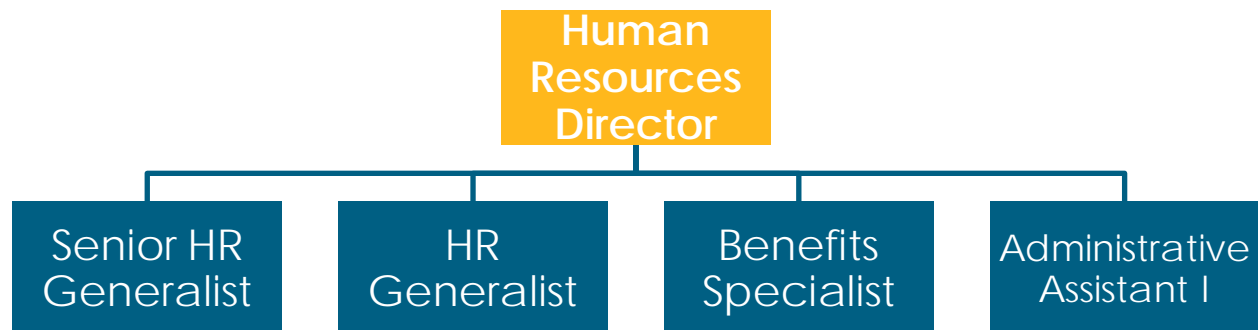 Human
Resources
Director
Senior HR
Generalist
HR
Generalist
Benefits
Specialist
Administrative
Assistant I